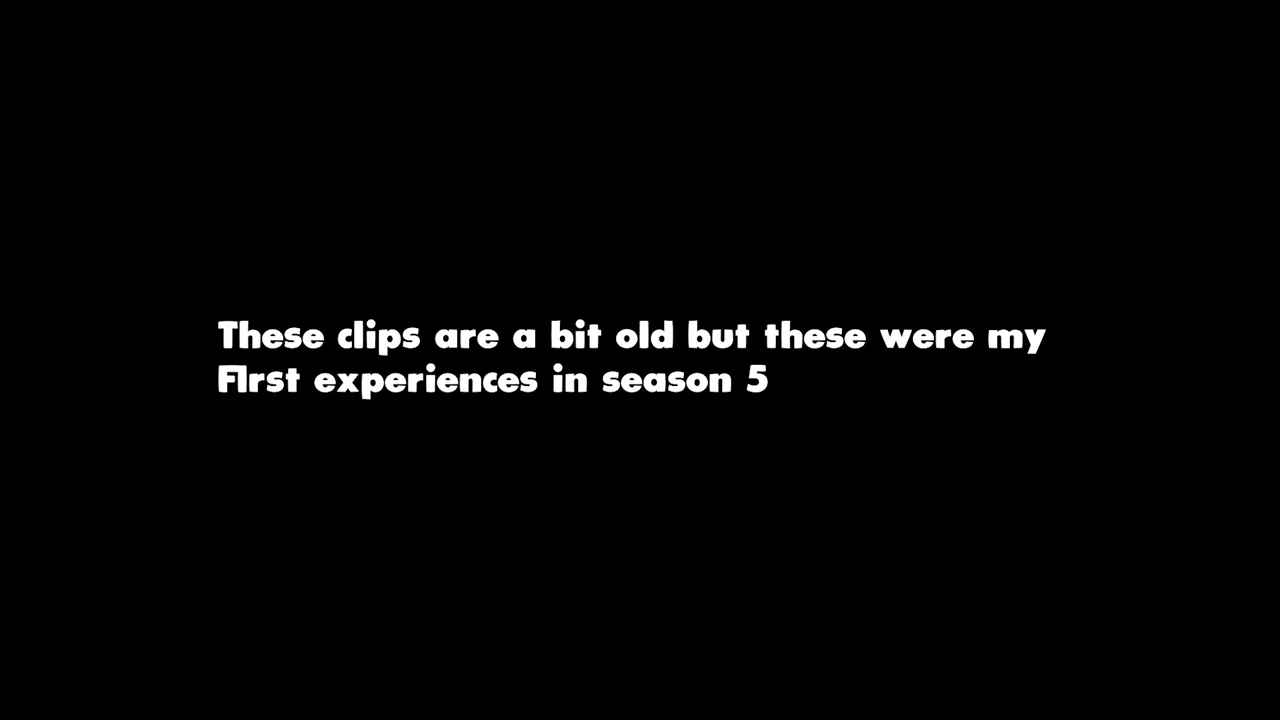 These clips are a bit old but these were my
FIrst experiences in season 5